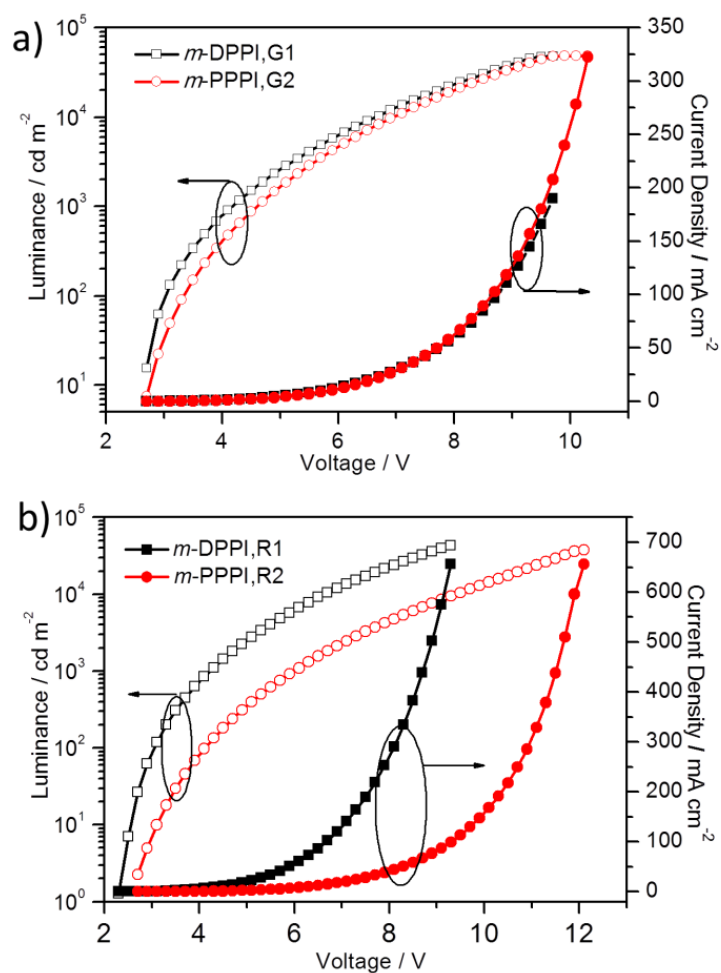 a)
m-DPPI,G1
m-PPPI,G2
10⁵
10⁴
10³
10²
10¹
Luminance / cd m⁻²
350
300
250
200
150
100
50
0
Current Density / mA cm⁻²
2 4 6 8 10
Voltage / V
b)
m-DPPI,R1
m-PPPI,R2
10⁵
10⁴
10³
10²
10¹
10⁰
Luminance / cd m⁻²
700
600
500
400
300
200
100
0
Current Density / mA cm⁻²
2 4 6 8 10 12
Voltage / V